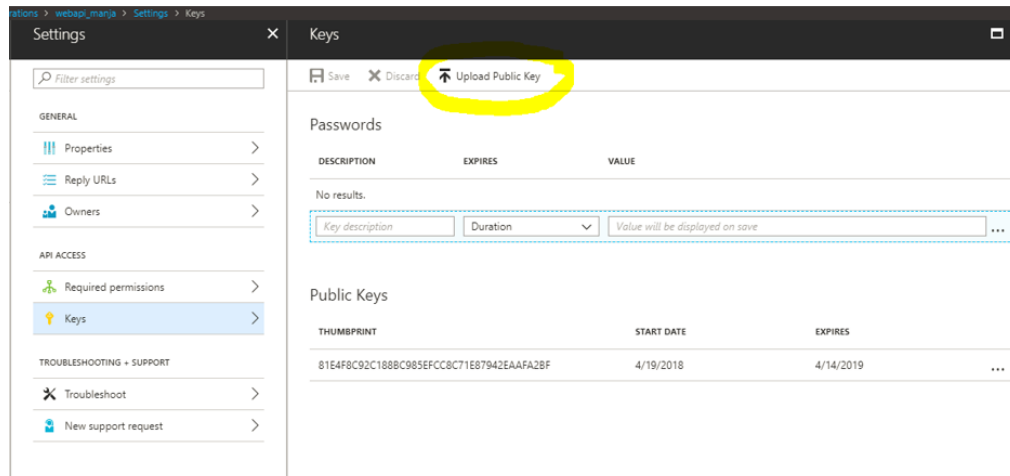 rations > webapi_manja > Settings > Keys
Settings
Filter settings
GENERAL
Properties
Reply URLs
Owners
API ACCESS
Required permissions
Keys
TROUBLESHOOTING + SUPPORT
Troubleshoot
New support request
Keys
Save Discard Upload Public Key
Passwords
DESCRIPTION EXPIRES VALUE
No results.
Key description Duration Value will be displayed on save
Public Keys
THUMBPRINT START DATE EXPIRES
81E4F8C92C188BC985EFCC8C71E87942EAAFA2BF 4/19/2018 4/14/2019